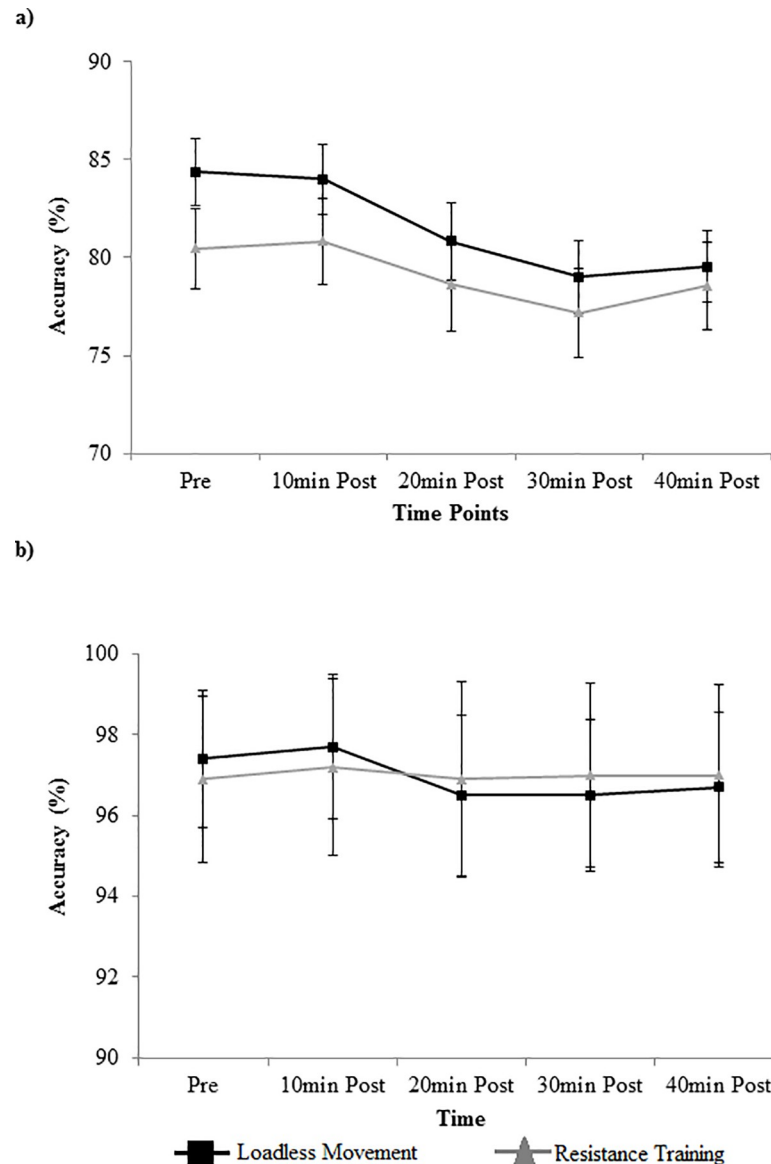 a)
90
85
80
75
70
Accuracy (%)
Pre 10min Post 20min Post 30min Post 40min Post
Time Points
b)
100
98
96
94
92
90
Accuracy (%)
Pre 10min Post 20min Post 30min Post 40min Post
Time
Loadless Movement Resistance Training